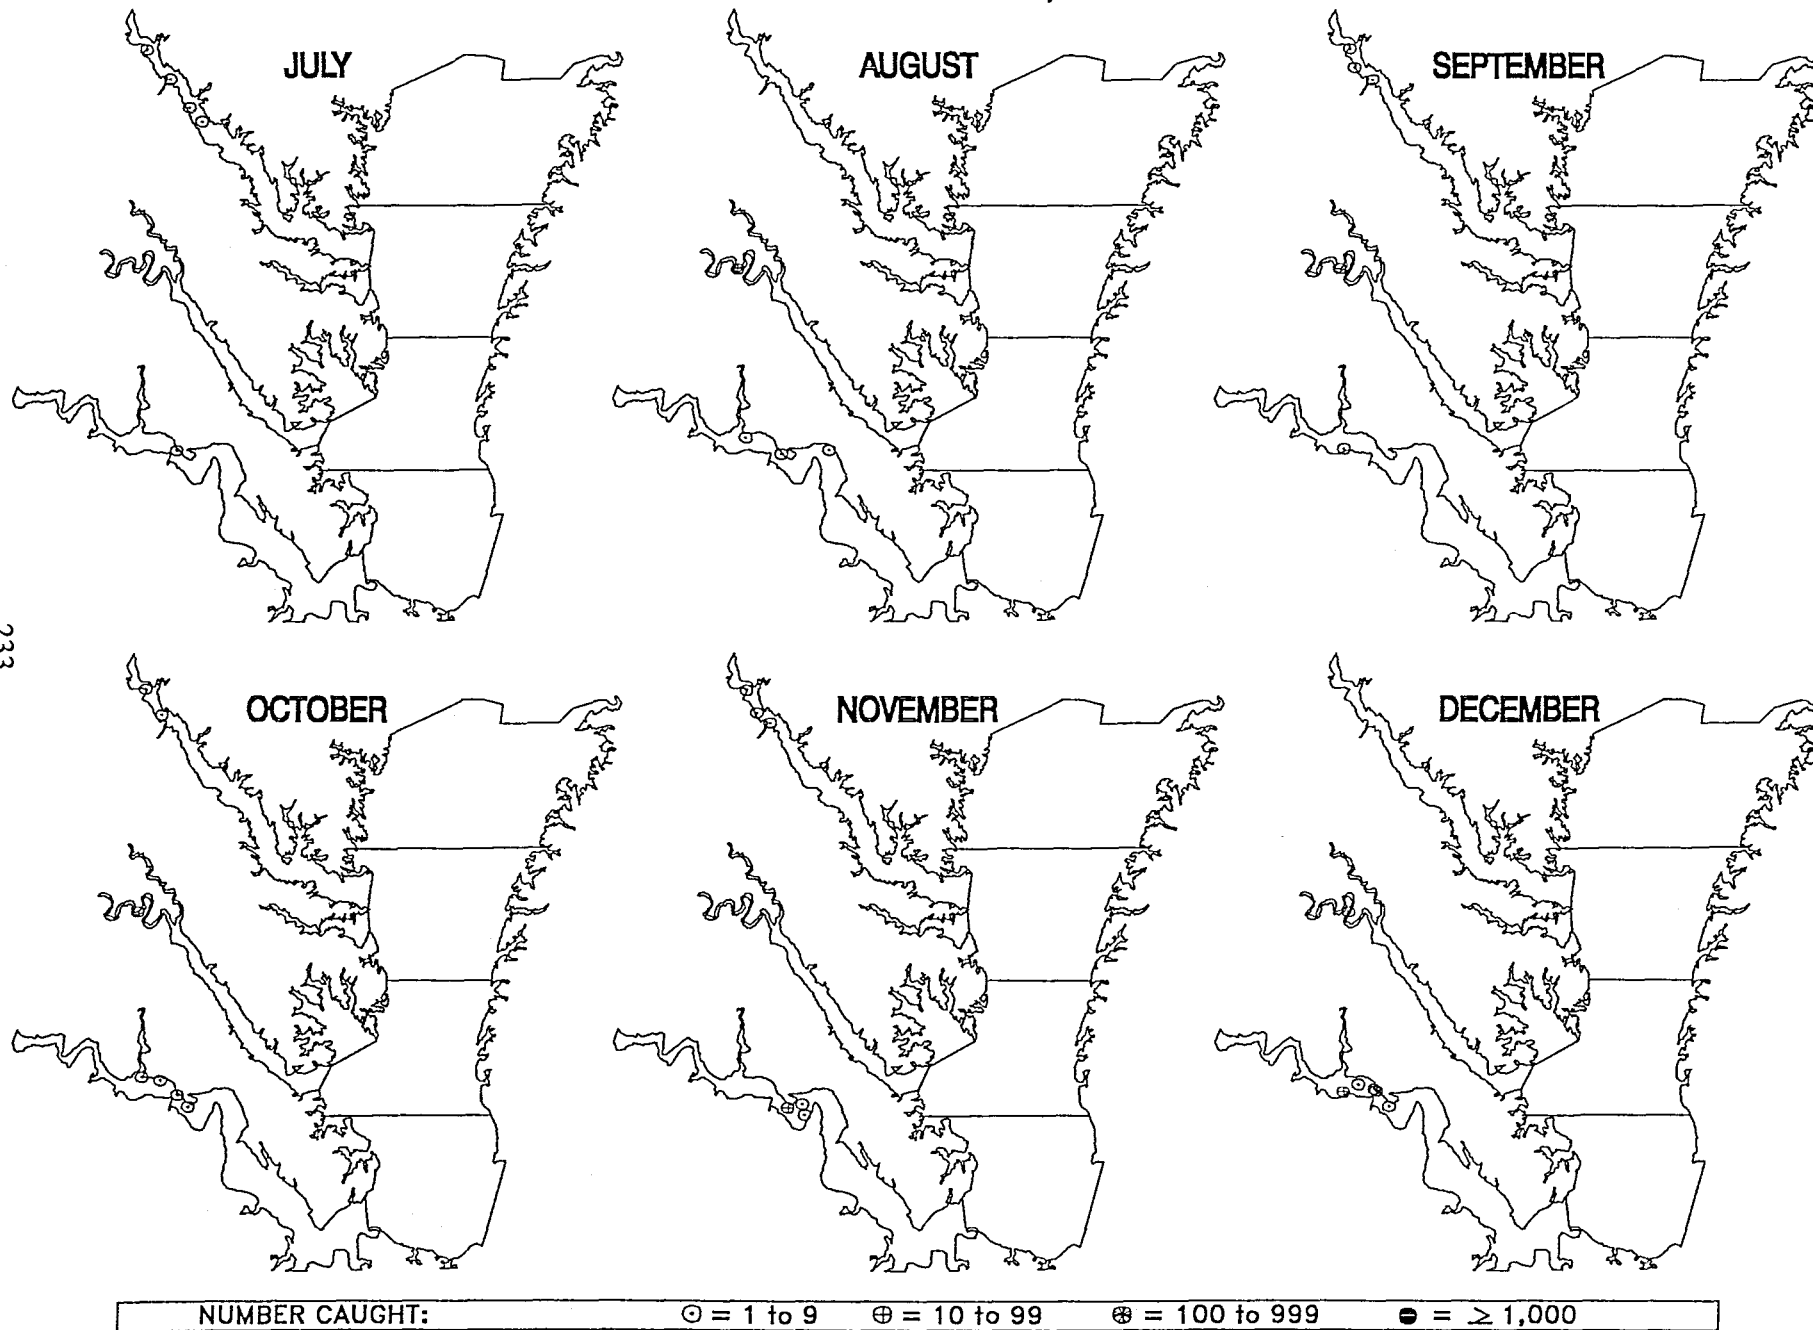 JULY
AUGUST
SEPTEMBER
233
OCTOBER
NOVEMBER
DECEMBER
NUMBER CAUGHT: ⊙ = 1 to 9 ⊕ = 10 to 99 ⊛ = 100 to 999 ⊖ = ≥ 1,000